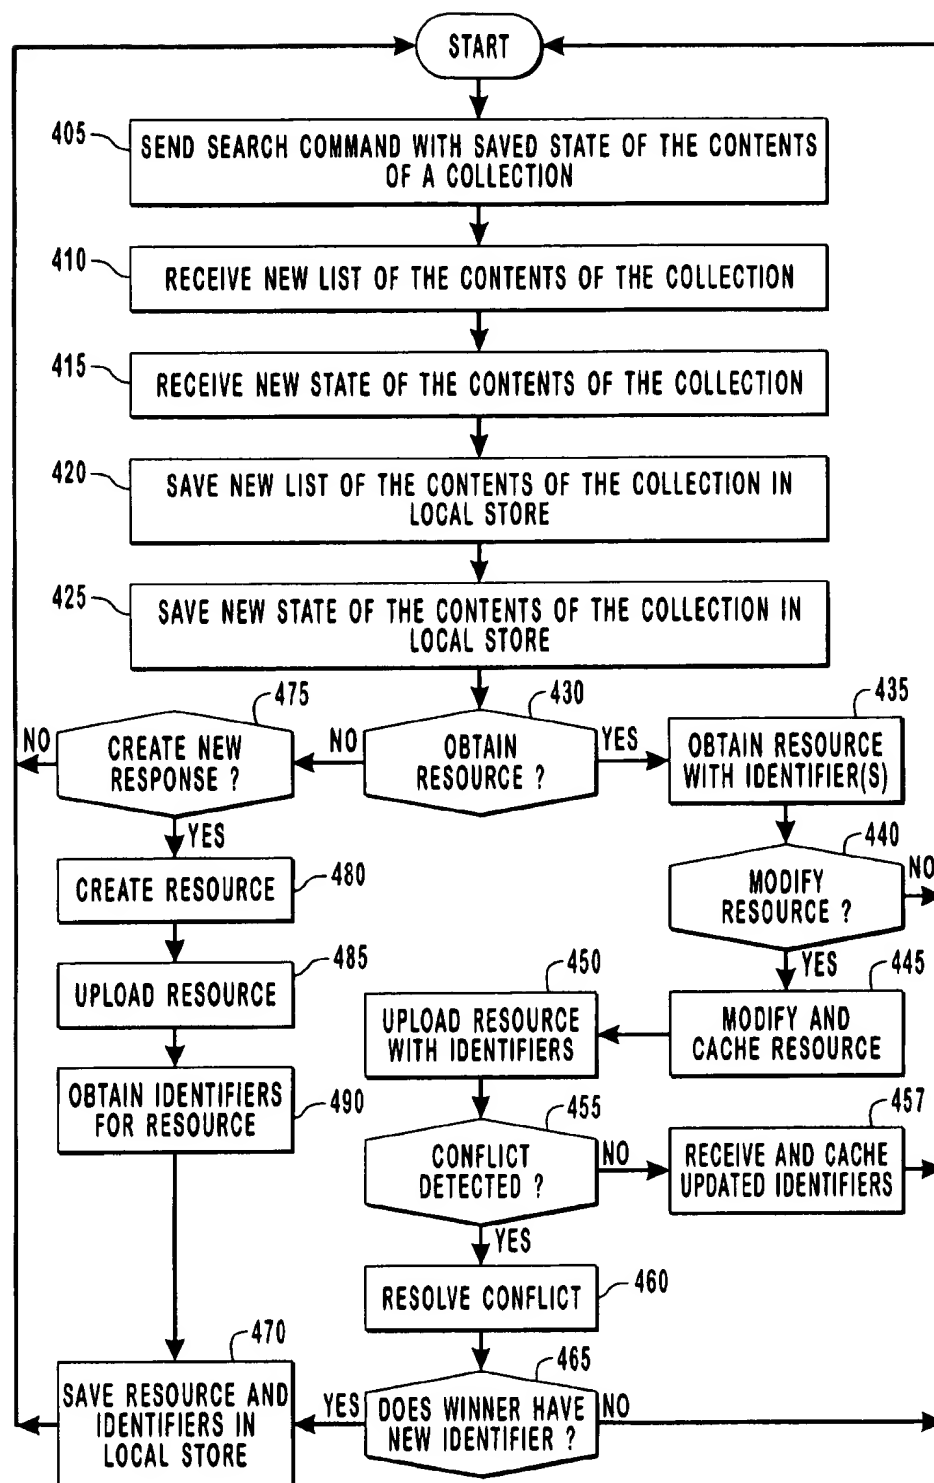 START
405
SEND SEARCH COMMAND WITH SAVED STATE OF THE CONTENTS
OF A COLLECTION
410
RECEIVE NEW LIST OF THE CONTENTS OF THE COLLECTION
415
RECEIVE NEW STATE OF THE CONTENTS OF THE COLLECTION
420
SAVE NEW LIST OF THE CONTENTS OF THE COLLECTION IN
LOCAL STORE
425
SAVE NEW STATE OF THE CONTENTS OF THE COLLECTION IN
LOCAL STORE
475
NO
CREATE NEW
RESPONSE ?
YES
430
NO
OBTAIN
RESOURCE ?
YES
435
OBTAIN RESOURCE
WITH IDENTIFIER(S)
440
MODIFY
RESOURCE ?
NO
YES
CREATE RESOURCE
480
UPLOAD RESOURCE
485
OBTAIN IDENTIFIERS
FOR RESOURCE
490
450
UPLOAD RESOURCE
WITH IDENTIFIERS
445
MODIFY AND
CACHE RESOURCE
455
CONFLICT
DETECTED ?
NO
YES
457
RECEIVE AND CACHE
UPDATED IDENTIFIERS
RESOLVE CONFLICT
460
470
SAVE RESOURCE AND
IDENTIFIERS IN
LOCAL STORE
YES
465
DOES WINNER HAVE
NEW IDENTIFIER ?
NO